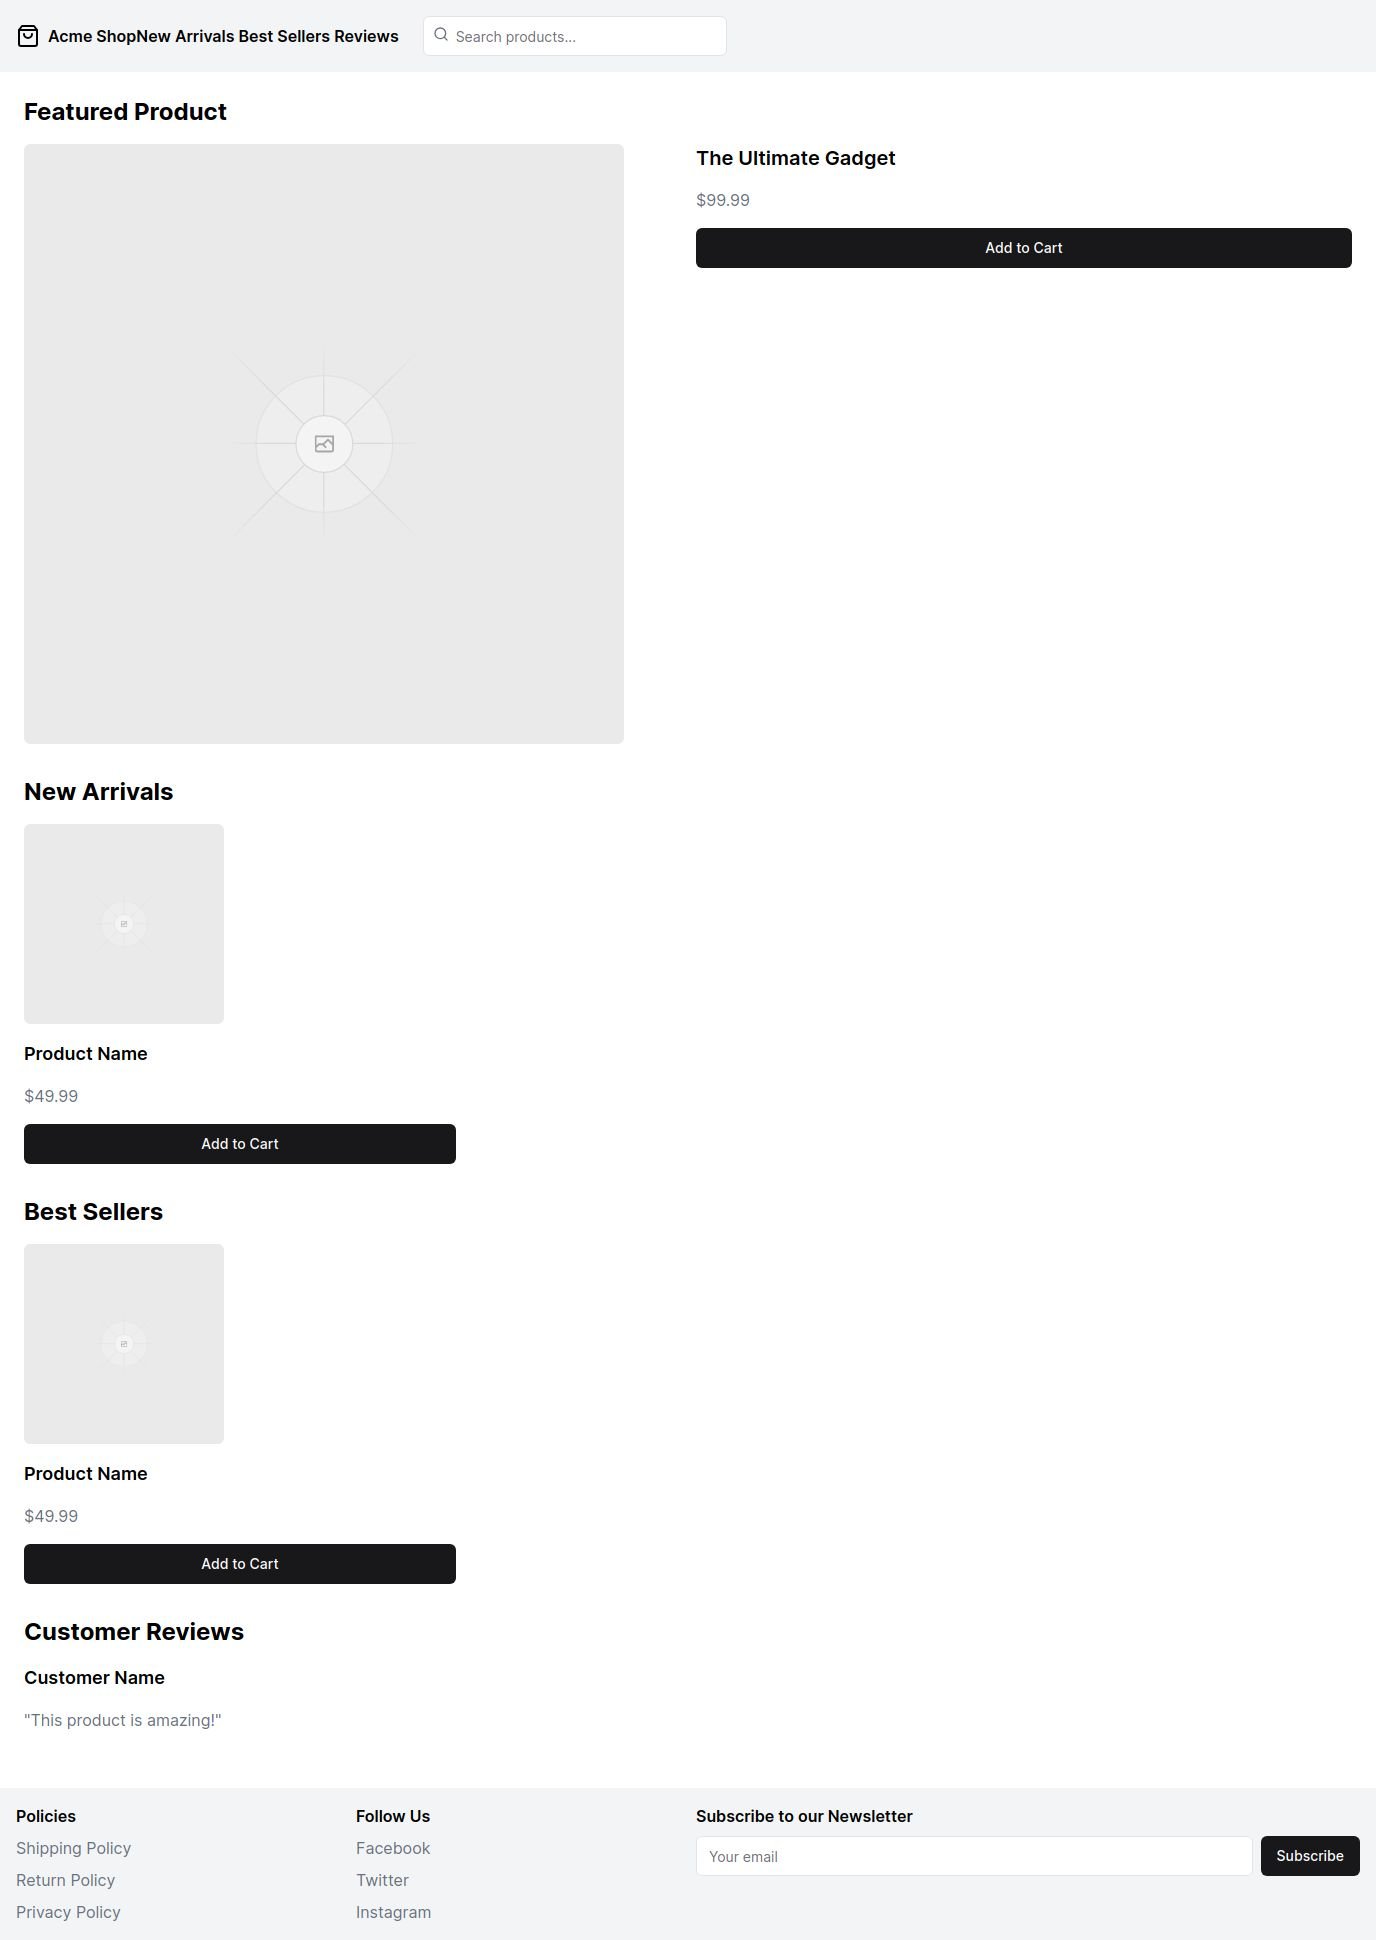 Acme ShopNew Arrivals Best Sellers Reviews
Search products...
Featured Product
The Ultimate Gadget
$99.99
Add to Cart
New Arrivals
Product Name
$49.99
Add to Cart
Best Sellers
Product Name
$49.99
Add to Cart
Customer Reviews
Customer Name
"This product is amazing!"
Policies
Shipping Policy
Return Policy
Privacy Policy
Follow Us
Facebook
Twitter
Instagram
Subscribe to our Newsletter
Your email
Subscribe